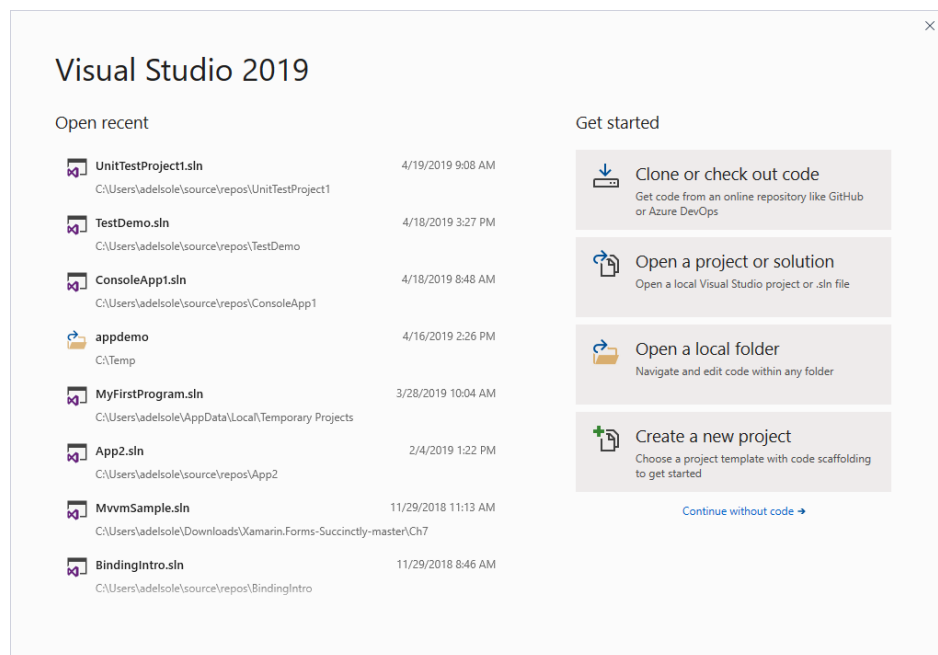 Visual Studio 2019
Open recent
UnitTestProject1.sln 4/19/2019 9:08 AM
C:\Users\adelsole\source\repos\UnitTestProject1
TestDemo.sln 4/18/2019 3:27 PM
C:\Users\adelsole\source\repos\TestDemo
ConsoleApp1.sln 4/18/2019 8:48 AM
C:\Users\adelsole\source\repos\ConsoleApp1
appdemo 4/16/2019 2:26 PM
C:\Temp
MyFirstProgram.sln 3/28/2019 10:04 AM
C:\Users\adelsole\AppData\Local\Temporary Projects
App2.sln 2/4/2019 1:22 PM
C:\Users\adelsole\source\repos\App2
MvvmSample.sln 11/29/2018 11:13 AM
C:\Users\adelsole\Downloads\Xamarin.Forms-Succinctly-master\Ch7
BindingIntro.sln 11/29/2018 8:46 AM
C:\Users\adelsole\source\repos\BindingIntro
Get started
Clone or check out code
Get code from an online repository like GitHub
or Azure DevOps
Open a project or solution
Open a local Visual Studio project or .sln file
Open a local folder
Navigate and edit code within any folder
Create a new project
Choose a project template with code scaffolding
to get started
Continue without code →